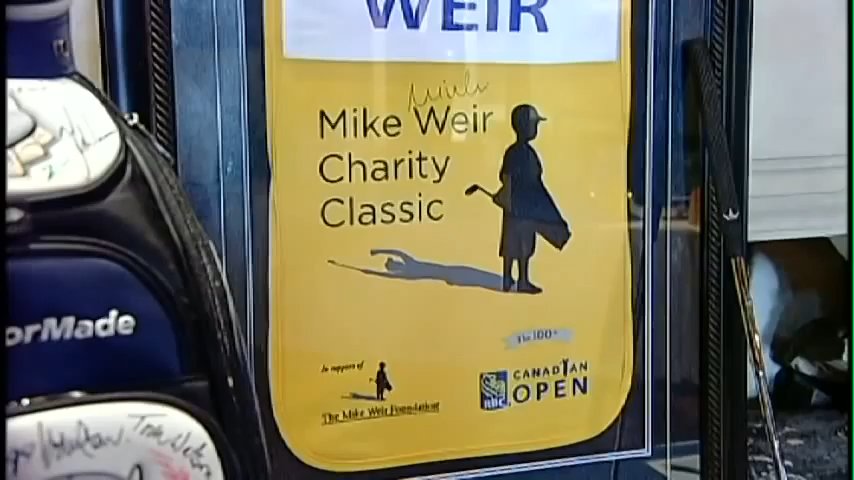 WEIR
Mike Weir
Charity
Classic
orMade
The 100th
In support of
The Mike Weir Foundation
CANADIAN
RBC OPEN